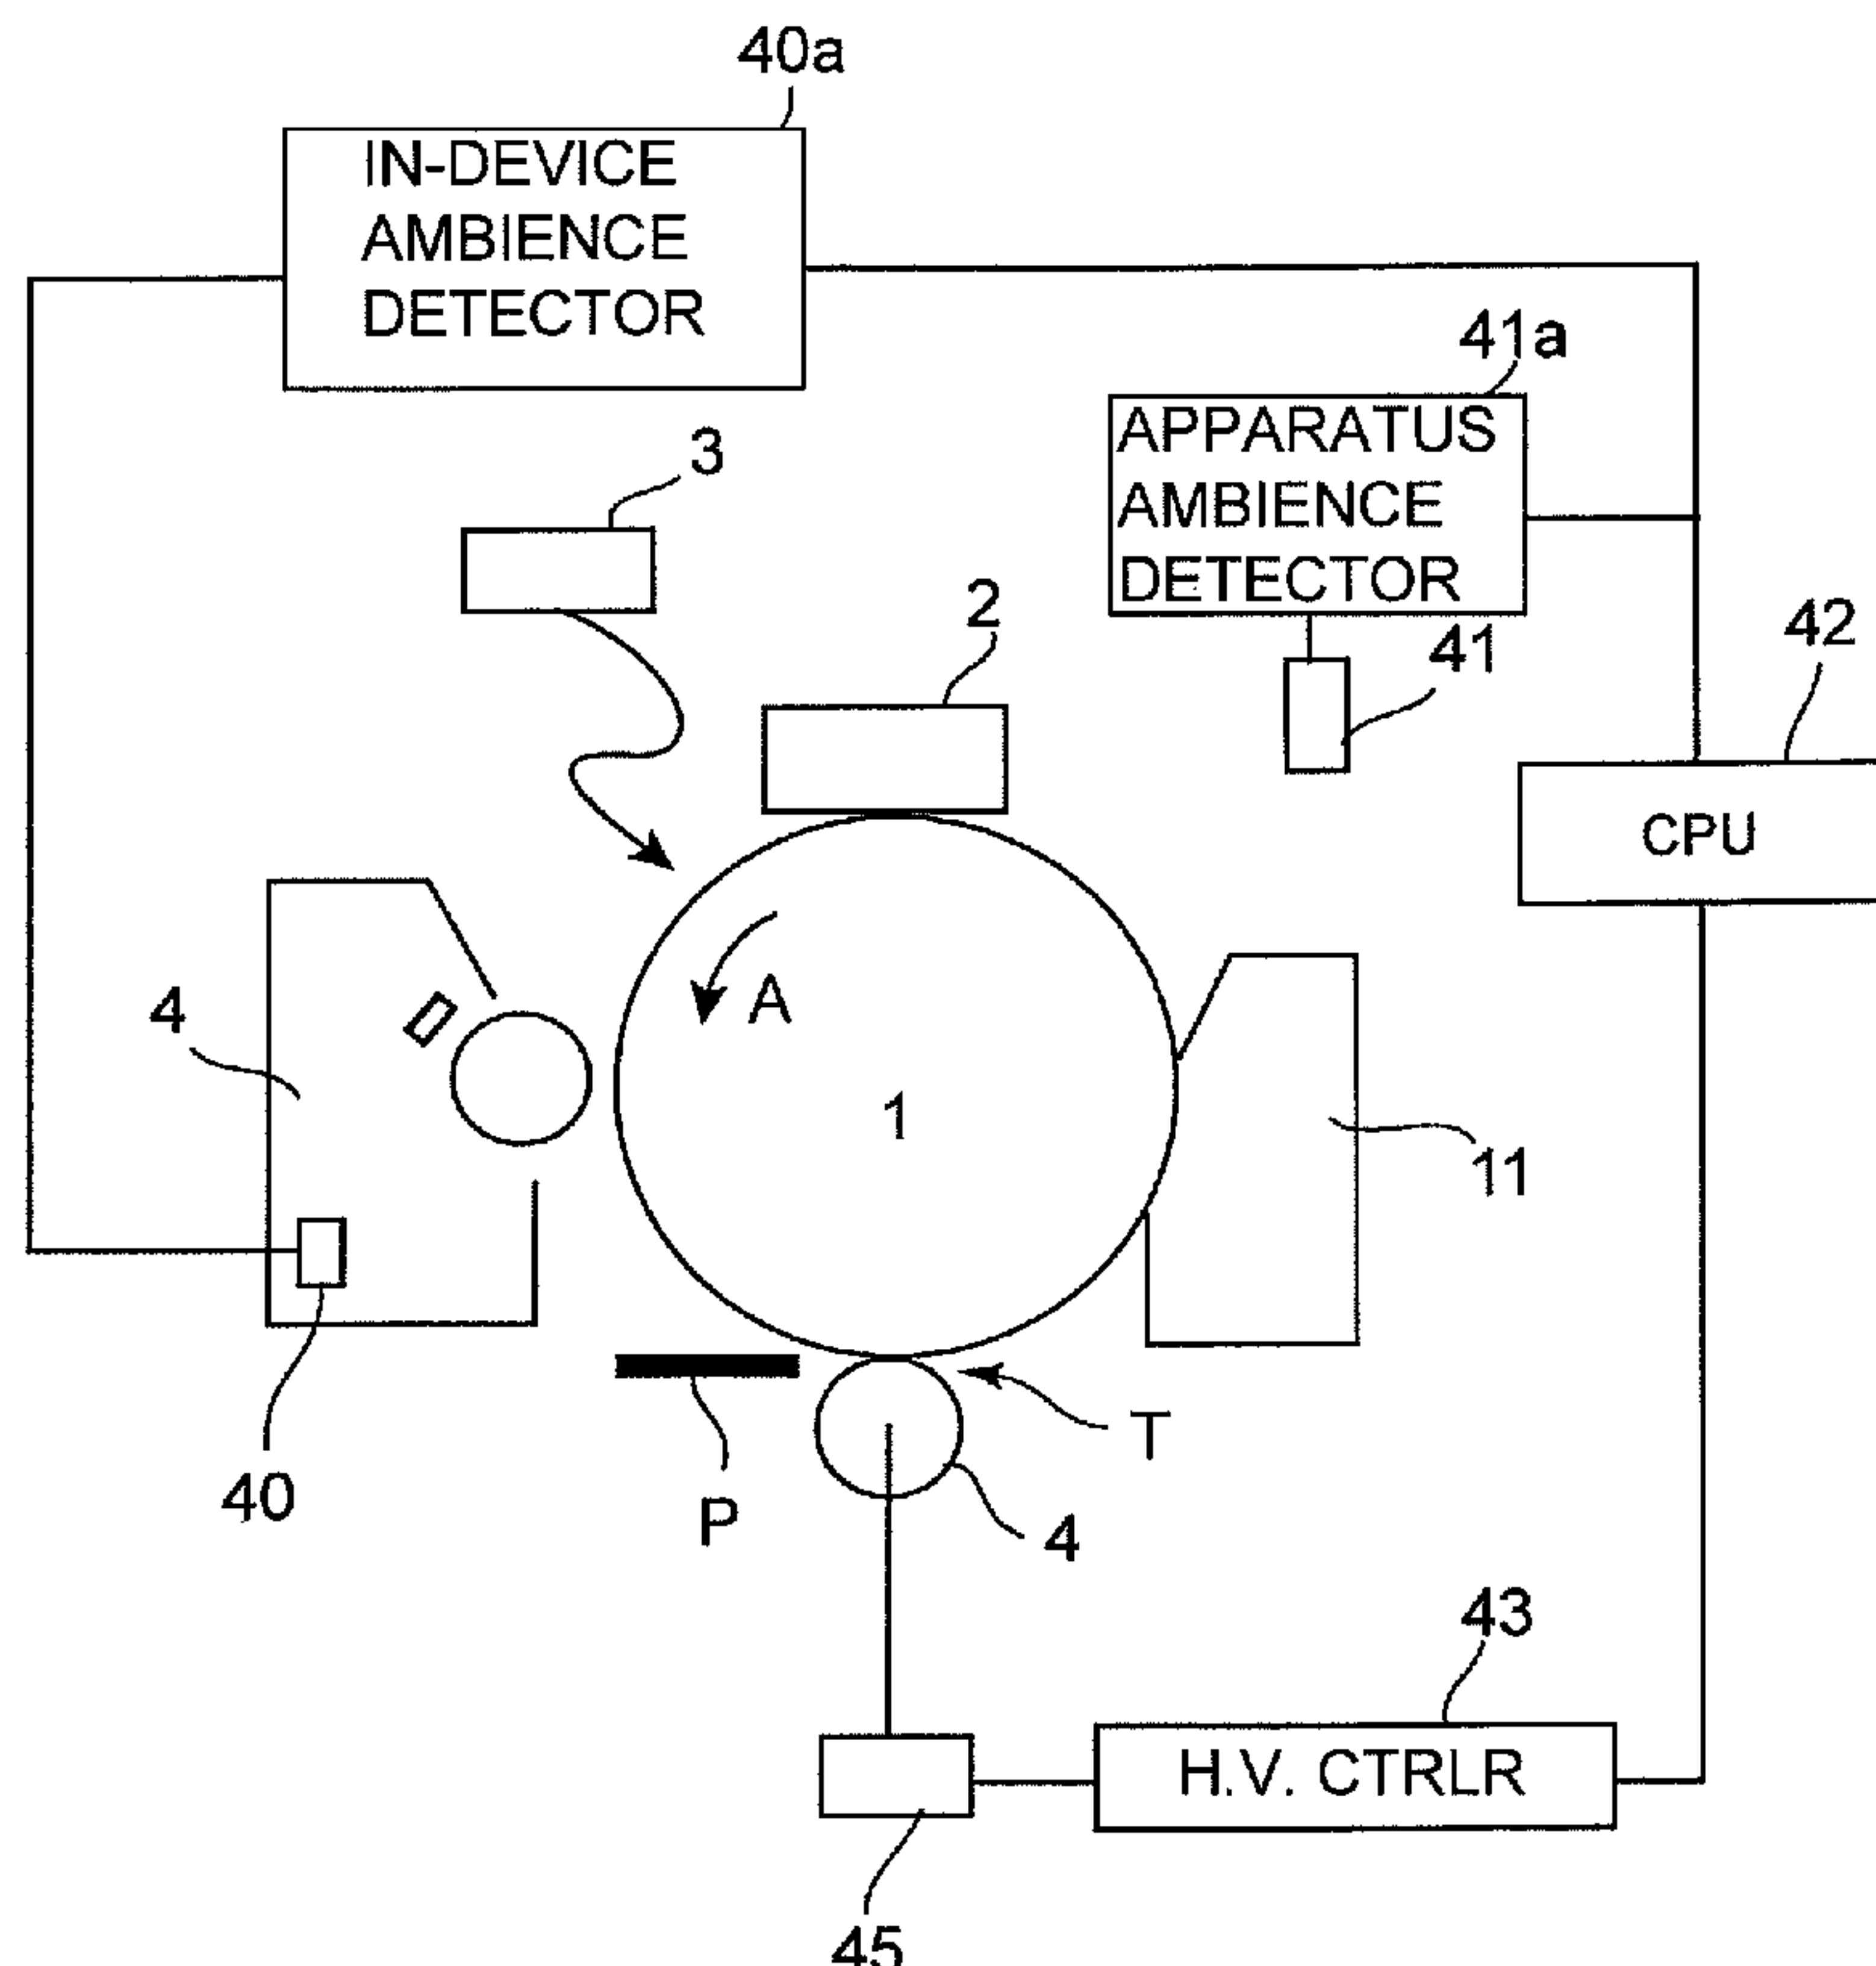 40a
IN-DEVICE
AMBIENCE
DETECTOR
41a
APPARATUS
AMBIENCE
DETECTOR
3
2
41
42
CPU
4
A
1
11
40
P
T
4
43
H.V. CTRLR
45